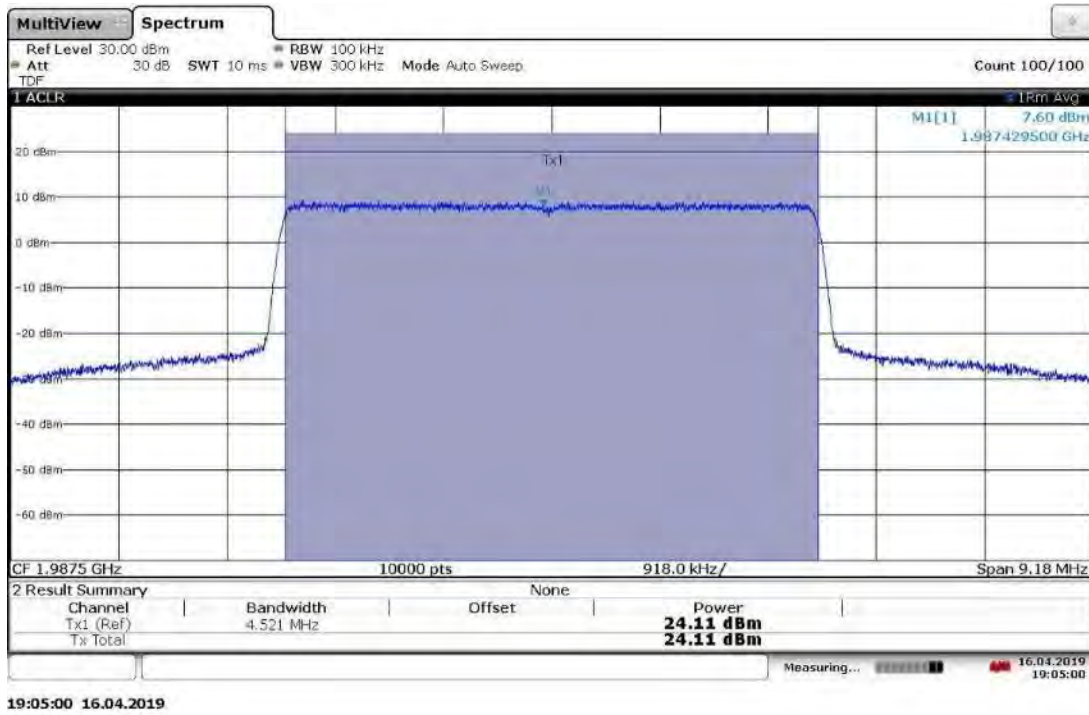 MultiView Spectrum
Ref Level 30.00 dBm RBW 100 kHz
Att 30 dB SWT 10 ms VBW 300 kHz Mode Auto Sweep Count 100/100
TDF
1 ACLR 1Rm Avg
M1[1] 7.60 dBm
1.987429500 GHz
20 dBm
Tx1
10 dBm
M1
0 dBm
-10 dBm
-20 dBm
-40 dBm
-50 dBm
-60 dBm
CF 1.9875 GHz 10000 pts 918.0 kHz/ Span 9.18 MHz
2 Result Summary None
Channel Bandwidth Offset Power
Tx1 (Ref) 4.521 MHz 24.11 dBm
Tx Total 24.11 dBm
Measuring... 16.04.2019
19:05:00
19:05:00 16.04.2019